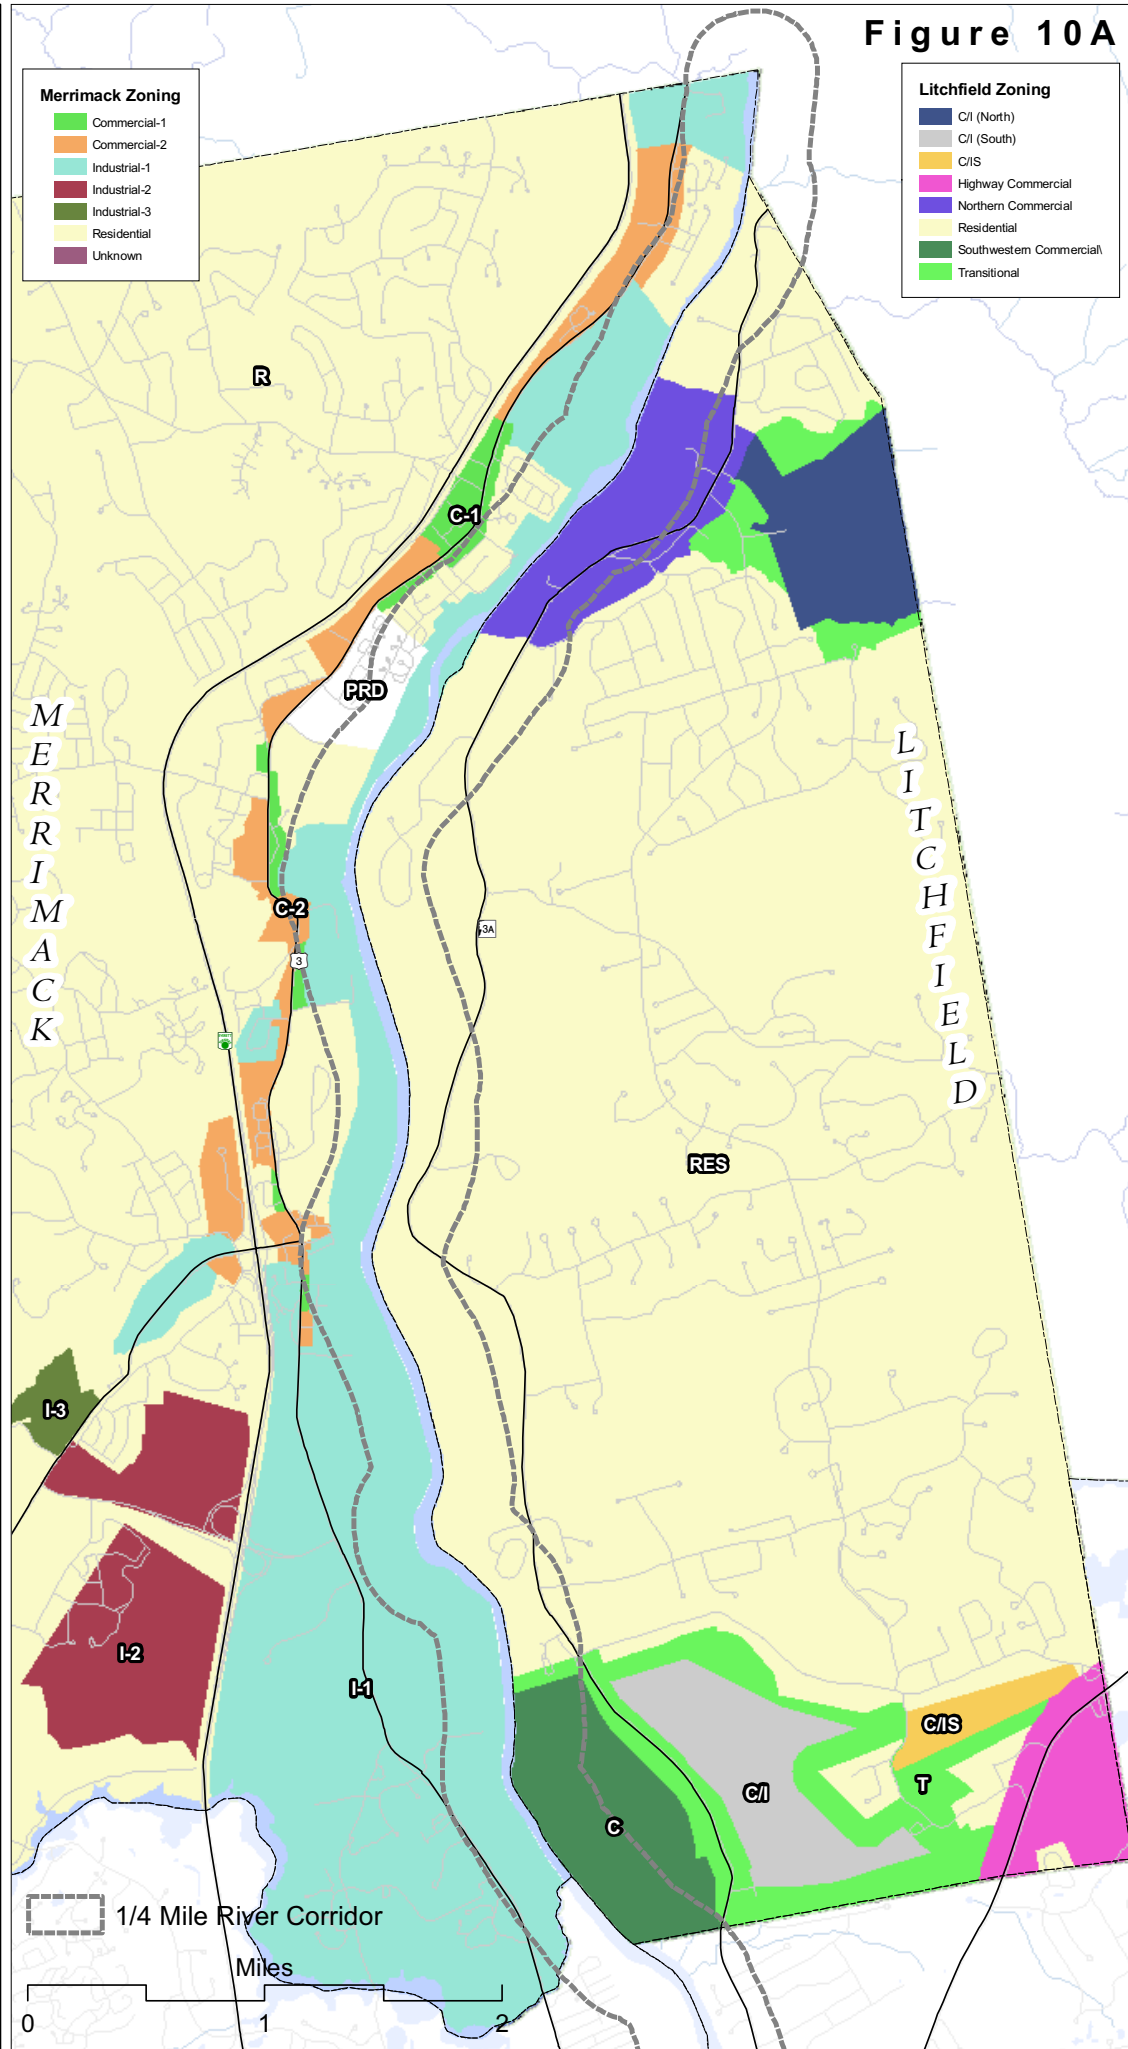 Figure 10A
Merrimack Zoning
Commercial-1
Commercial-2
Industrial-1
Industrial-2
Industrial-3
Residential
Unknown
Litchfield Zoning
C/I (North)
C/I (South)
C/IS
Highway Commercial
Northern Commercial
Residential
Southwestern Commercial\
Transitional
R
C-1
PRD
MERRIMACK
LITCHFIELD
C-2
3A
3
RES
I-3
I-2
I-1
C/IS
T
C/I
C
1/4 Mile River Corridor
Miles
0 1 2